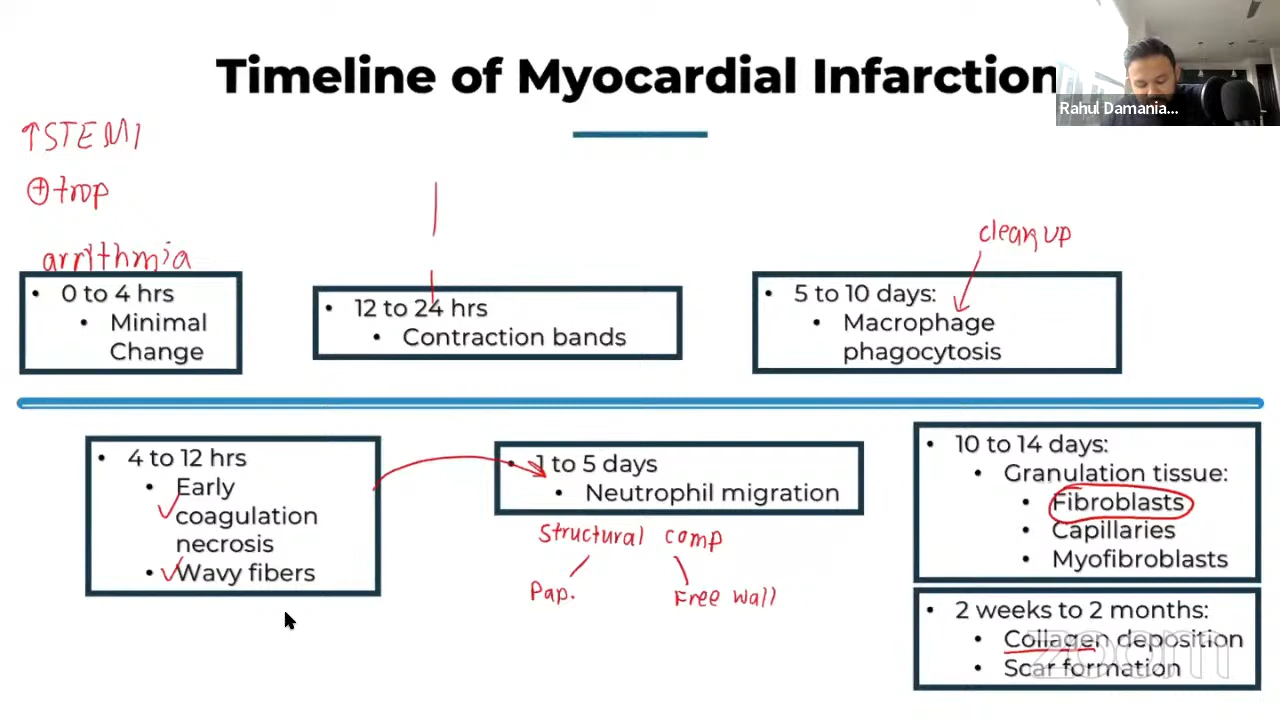 Timeline of Myocardial Infarction
Rahul Damania...
↑STEMI
⊕trop
arrithmia
clean up
• 0 to 4 hrs
• Minimal
Change
• 12 to 24 hrs
• Contraction bands
• 5 to 10 days:
• Macrophage
phagocytosis
• 4 to 12 hrs
• Early
coagulation
necrosis
• Wavy fibers
• 1 to 5 days
• Neutrophil migration
Structural comp
Pap.
Free wall
• 10 to 14 days:
• Granulation tissue:
• Fibroblasts
• Capillaries
• Myofibroblasts
• 2 weeks to 2 months:
• Collagen deposition
• Scar formation
zoom